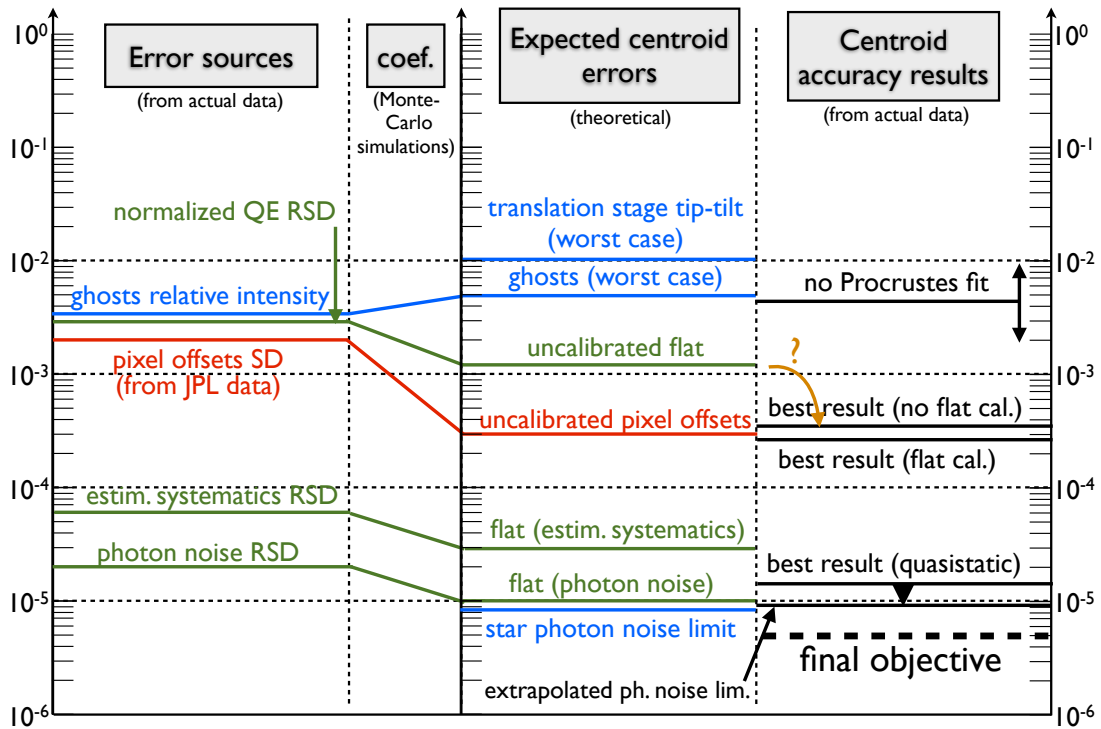 Error sources
(from actual data)
coef.
(Monte-
Carlo
simulations)
Expected centroid
errors
(theoretical)
Centroid
accuracy results
(from actual data)
10⁰
10⁻¹
10⁻²
10⁻³
10⁻⁴
10⁻⁵
10⁻⁶
normalized QE RSD
ghosts relative intensity
pixel offsets SD
(from JPL data)
estim. systematics RSD
photon noise RSD
translation stage tip-tilt
(worst case)
ghosts (worst case)
uncalibrated flat
uncalibrated pixel offsets
flat (estim. systematics)
flat (photon noise)
star photon noise limit
no Procrustes fit
?
best result (no flat cal.)
best result (flat cal.)
best result (quasistatic)
final objective
extrapolated ph. noise lim.
10⁰
10⁻¹
10⁻²
10⁻³
10⁻⁴
10⁻⁵
10⁻⁶